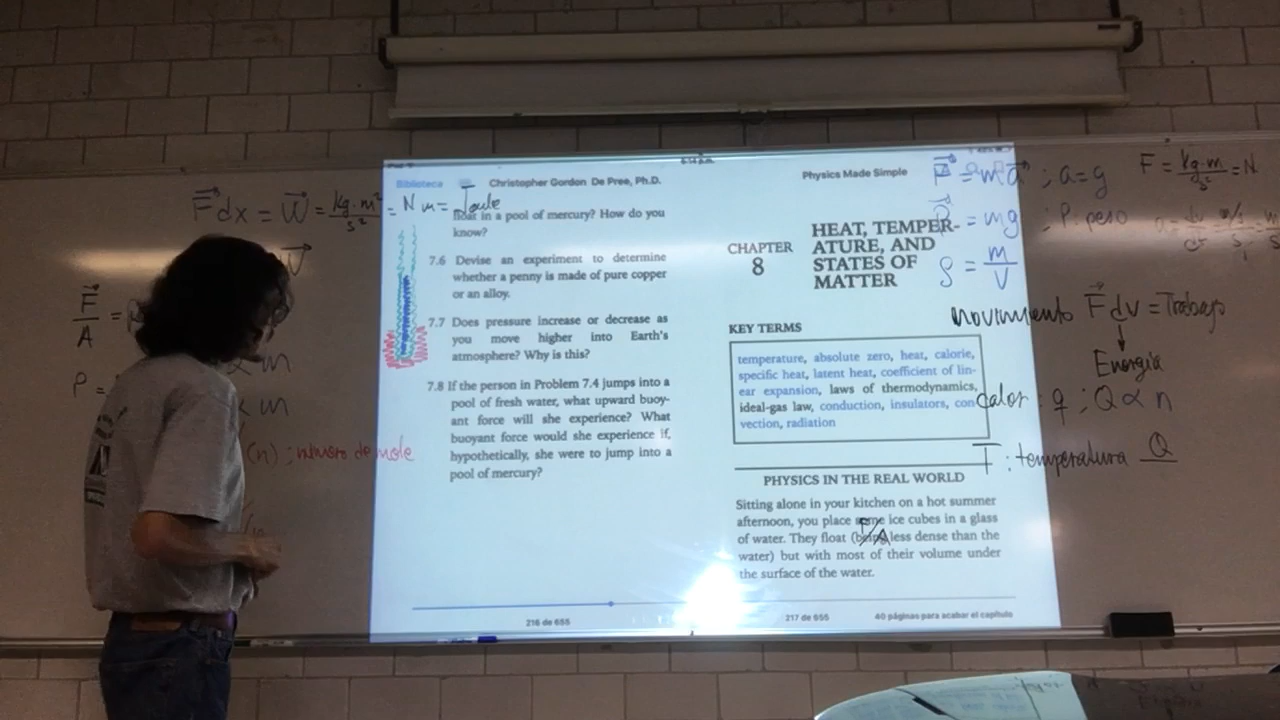 6:14 p.m.
Biblioteca
Christopher Gordon De Pree, Ph.D.
float in a pool of mercury? How do you
know?
7.6 Devise an experiment to determine
whether a penny is made of pure copper
or an alloy.
7.7 Does pressure increase or decrease as
you move higher into Earth's
atmosphere? Why is this?
7.8 If the person in Problem 7.4 jumps into a
pool of fresh water, what upward buoy-
ant force will she experience? What
buoyant force would she experience if,
hypothetically, she were to jump into a
pool of mercury?
216 de 655
Physics Made Simple
CHAPTER
8
HEAT, TEMPER-
ATURE, AND
STATES OF
MATTER
KEY TERMS
temperature, absolute zero, heat, calorie,
specific heat, latent heat, coefficient of lin-
ear expansion, laws of thermodynamics,
ideal-gas law, conduction, insulators, con
vection, radiation
PHYSICS IN THE REAL WORLD
Sitting alone in your kitchen on a hot summer
afternoon, you place some ice cubes in a glass
of water. They float (being less dense than the
water) but with most of their volume under
the surface of the water.
217 de 655
40 páginas para acabar el capítulo
F⃗dx = W⃗ = kg·m²/s² = N m = Joule
V⃗
F⃗/A =
ρ =
∝ m
∝ m
(n) : número de mole
F⃗ = ma⃗ ; a = g
F = kg·m/s² = N
P⃗ = mg ; P: peso
ρ = m/V
Movimiento F⃗dv = Trabajo
Energía
Calor : q ; Q ∝ n
T : temperatura Q